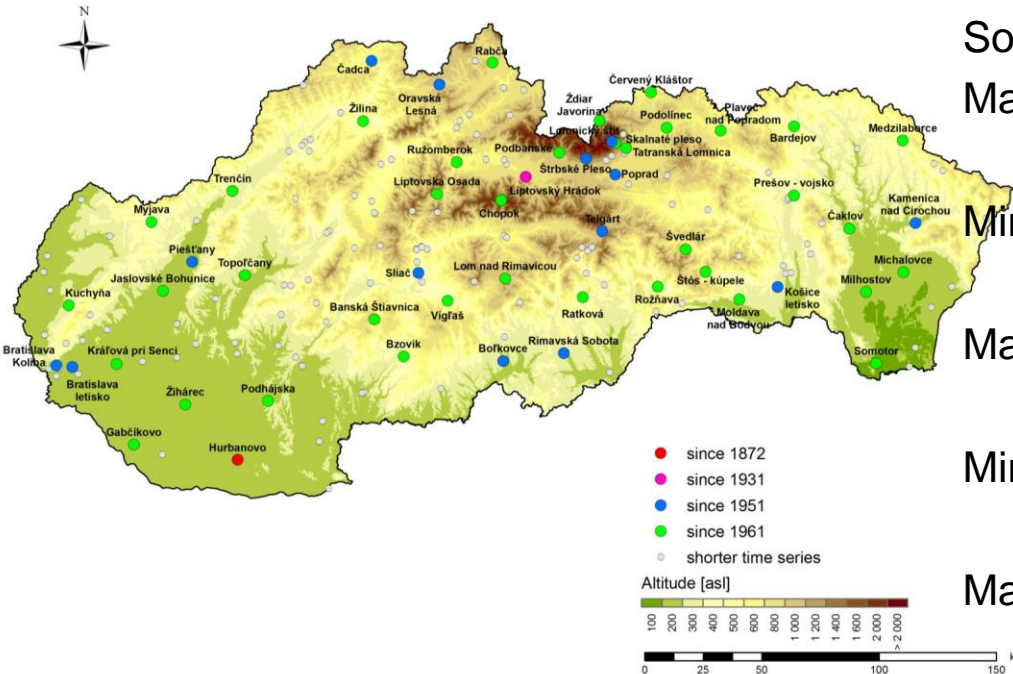 N
So
Ma
Min
Ma
Min
Ma
Rabča
Čadca
Oravská
Lesná
Červený Kláštor
Ždiar
Javorina
Žilina
Podolínec
Plaveč
nad Popradom
Bardejov
Medzilaborce
Lomnický štít
Skalnaté pleso
Tatranská Lomnica
Podbanské
Ružomberok
Štrbské Pleso
Poprad
Liptovská Osada
Liptovský Hrádok
Chopok
Trenčín
Prešov - vojsko
Kamenica
nad Cirochou
Myjava
Čaklov
Telgárt
Švedlár
Piešťany
Topoľčany
Jaslovské Bohunice
Sliač
Lom nad Rimavicou
Štós - kúpele
Michalovce
Milhostov
Kuchyňa
Banská Štiavnica
Vígľaš
Ratková
Rožňava
Moldava
nad Bodvou
Košice
letisko
Bratislava
Koliba
Kráľová pri Senci
Bzovík
Boľkovce
Rimavská Sobota
Somotor
Bratislava
letisko
Žihárec
Podhájska
Gabčíkovo
Hurbanovo
since 1872
since 1931
since 1951
since 1961
shorter time series
Altitude [asl]
100 200 300 400 500 600 800 1 000 1 200 1 400 1 600 2 000 > 2 000
0 25 50 100 150 k